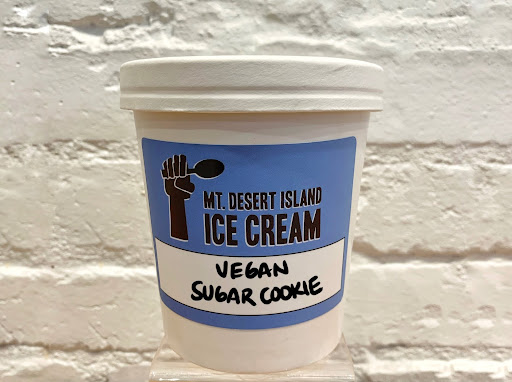 MT. DESERT ISLAND
ICE CREAM
VEGAN
SUGAR COOKIE